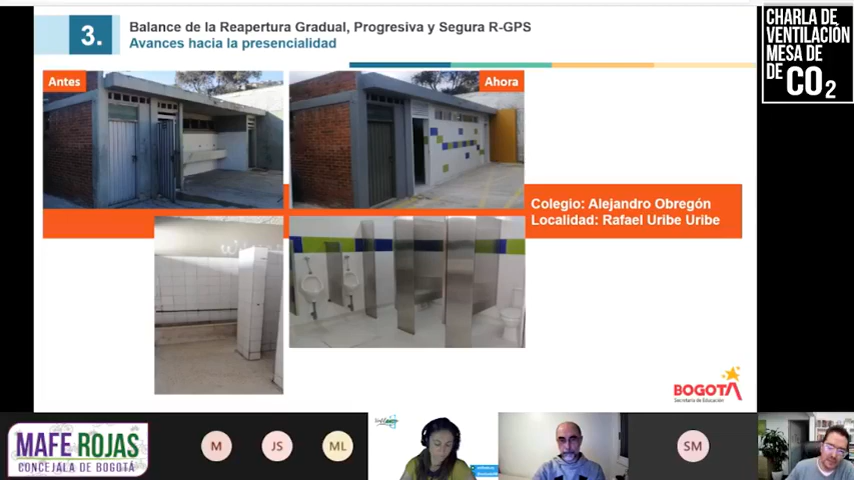 3.
Balance de la Reapertura Gradual, Progresiva y Segura R-GPS
Avances hacia la presencialidad
CHARLA DE
VENTILACIÓN
MESA DE
DE CO2
Antes
Ahora
Colegio: Alejandro Obregón
Localidad: Rafael Uribe Uribe
BOGOTÁ
Secretaría de Educación
MAFE ROJAS
CONCEJALA DE BOGOTÁ
M
JS
ML
SM